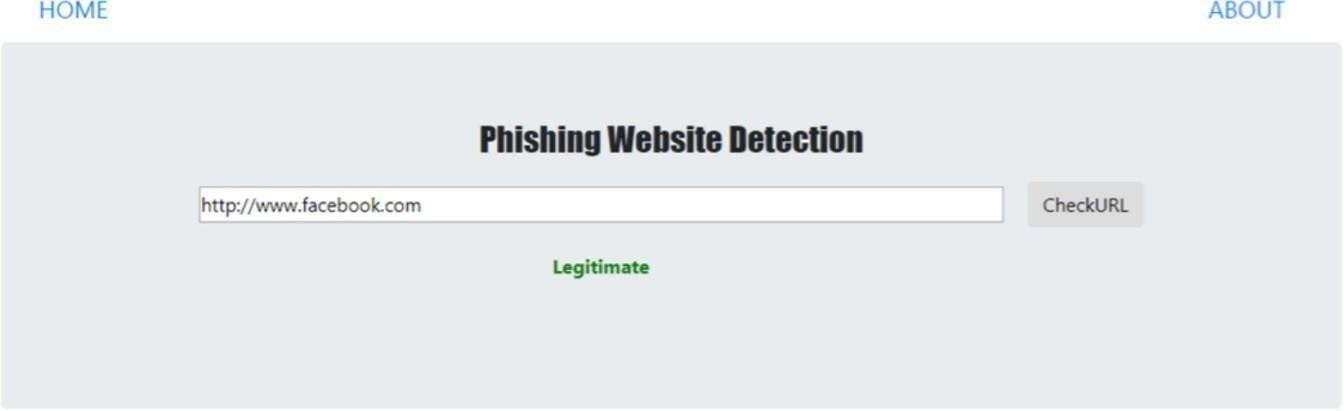 HOME ABOUT
Phishing Website Detection
http://www.facebook.com CheckURL
Legitimate